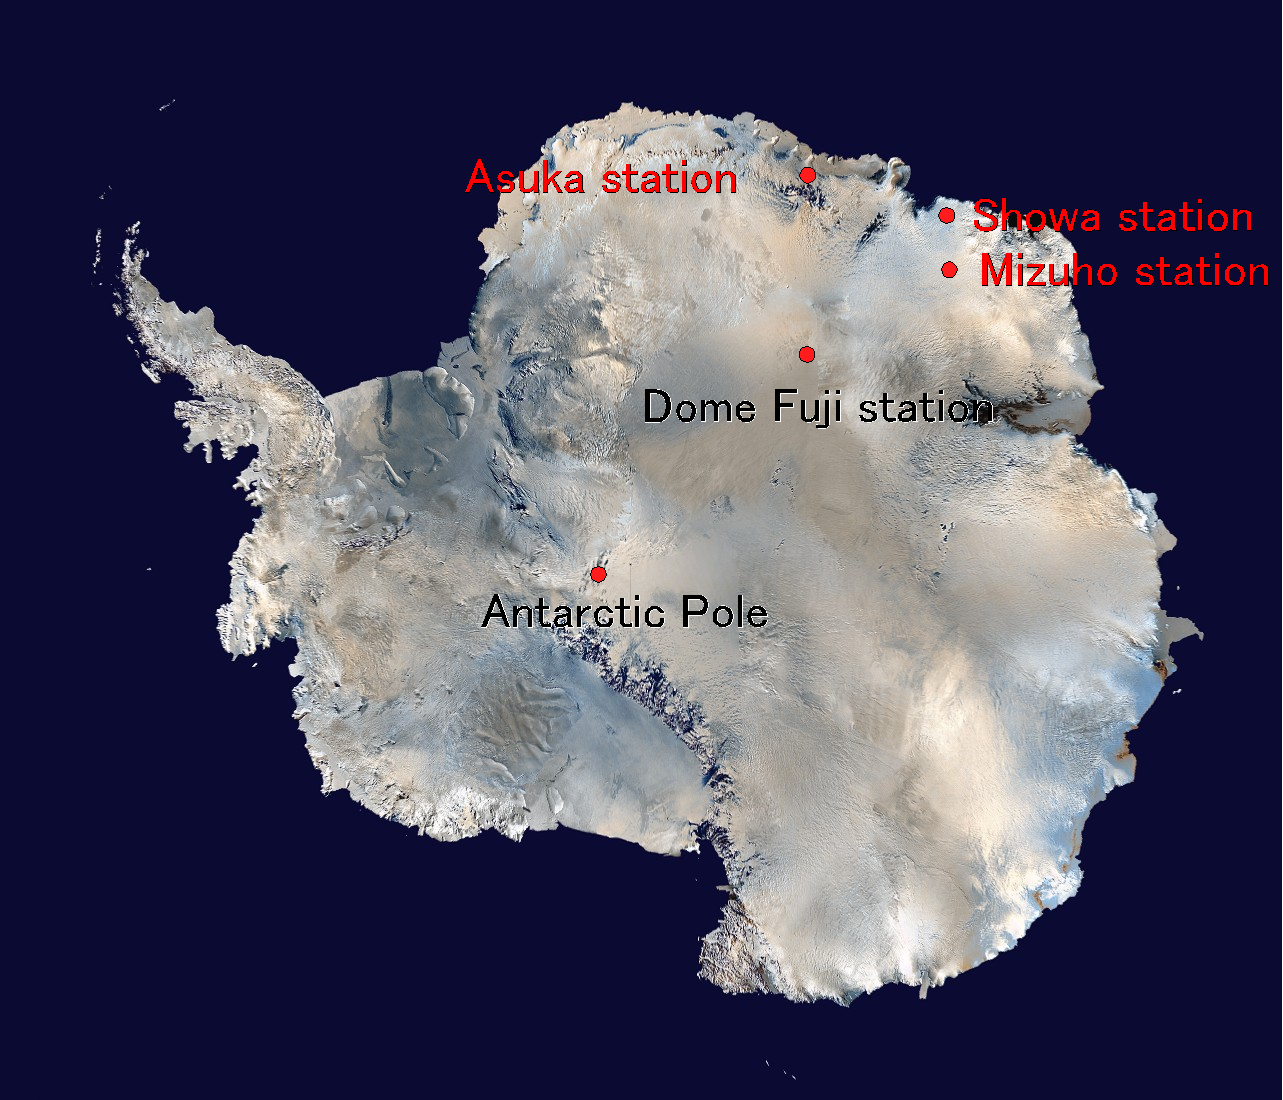 Asuka station
Showa station
Mizuho station
Dome Fuji station
Antarctic Pole